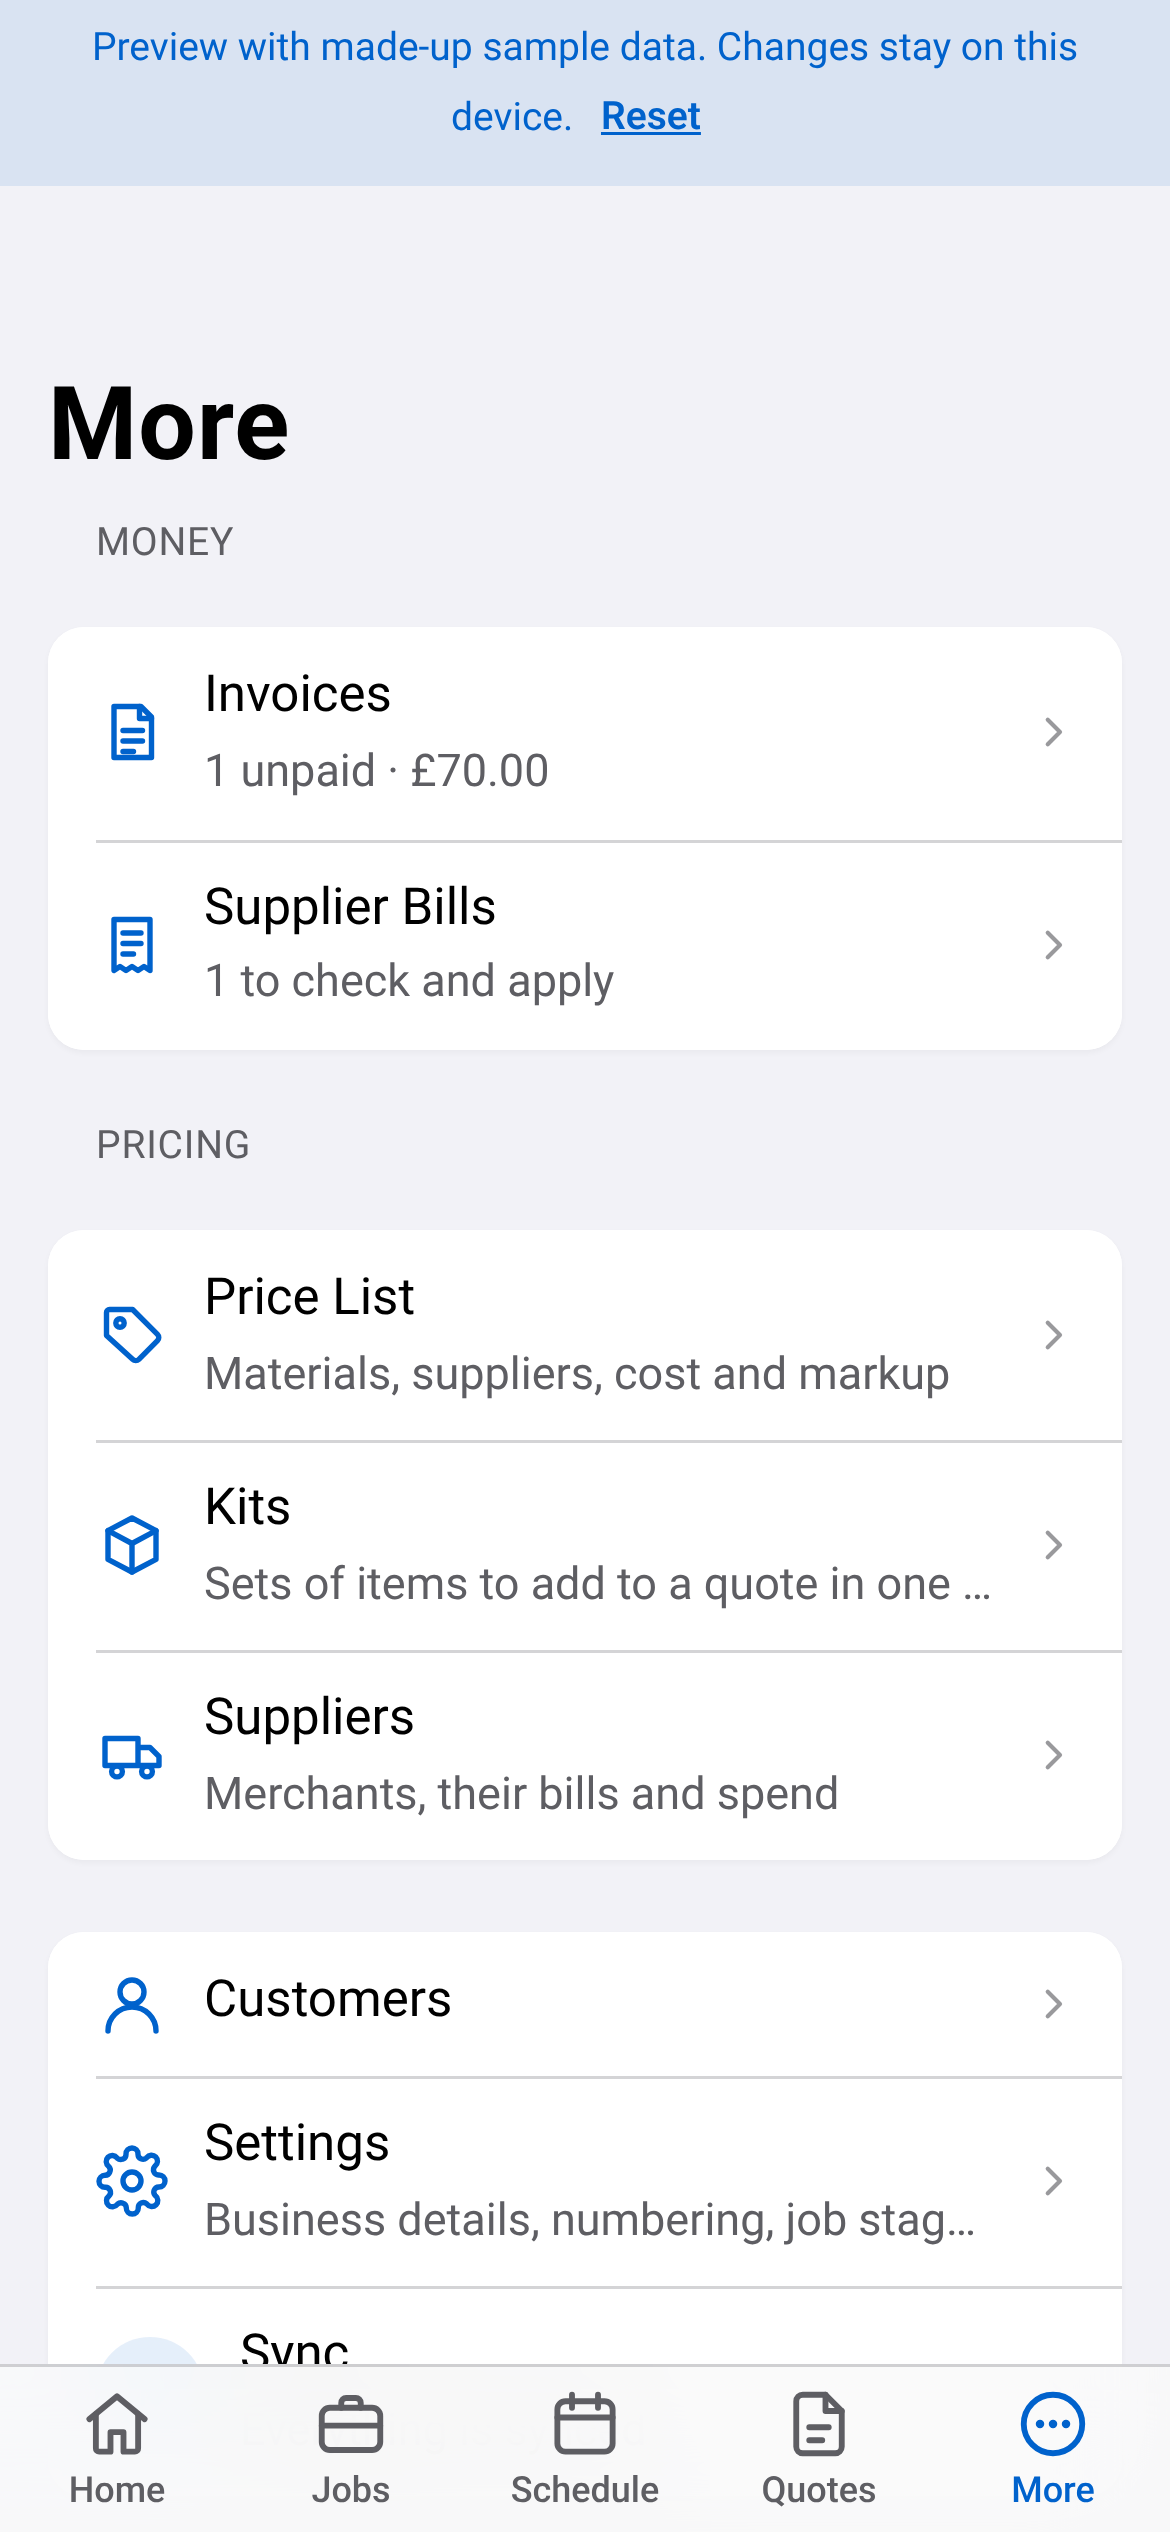 Preview with made-up sample data. Changes stay on this
device. Reset
More
MONEY
Invoices
1 unpaid · £70.00
Supplier Bills
1 to check and apply
PRICING
Price List
Materials, suppliers, cost and markup
Kits
Sets of items to add to a quote in one …
Suppliers
Merchants, their bills and spend
Customers
Settings
Business details, numbering, job stag…
Sync
Home
Jobs
Schedule
Quotes
More